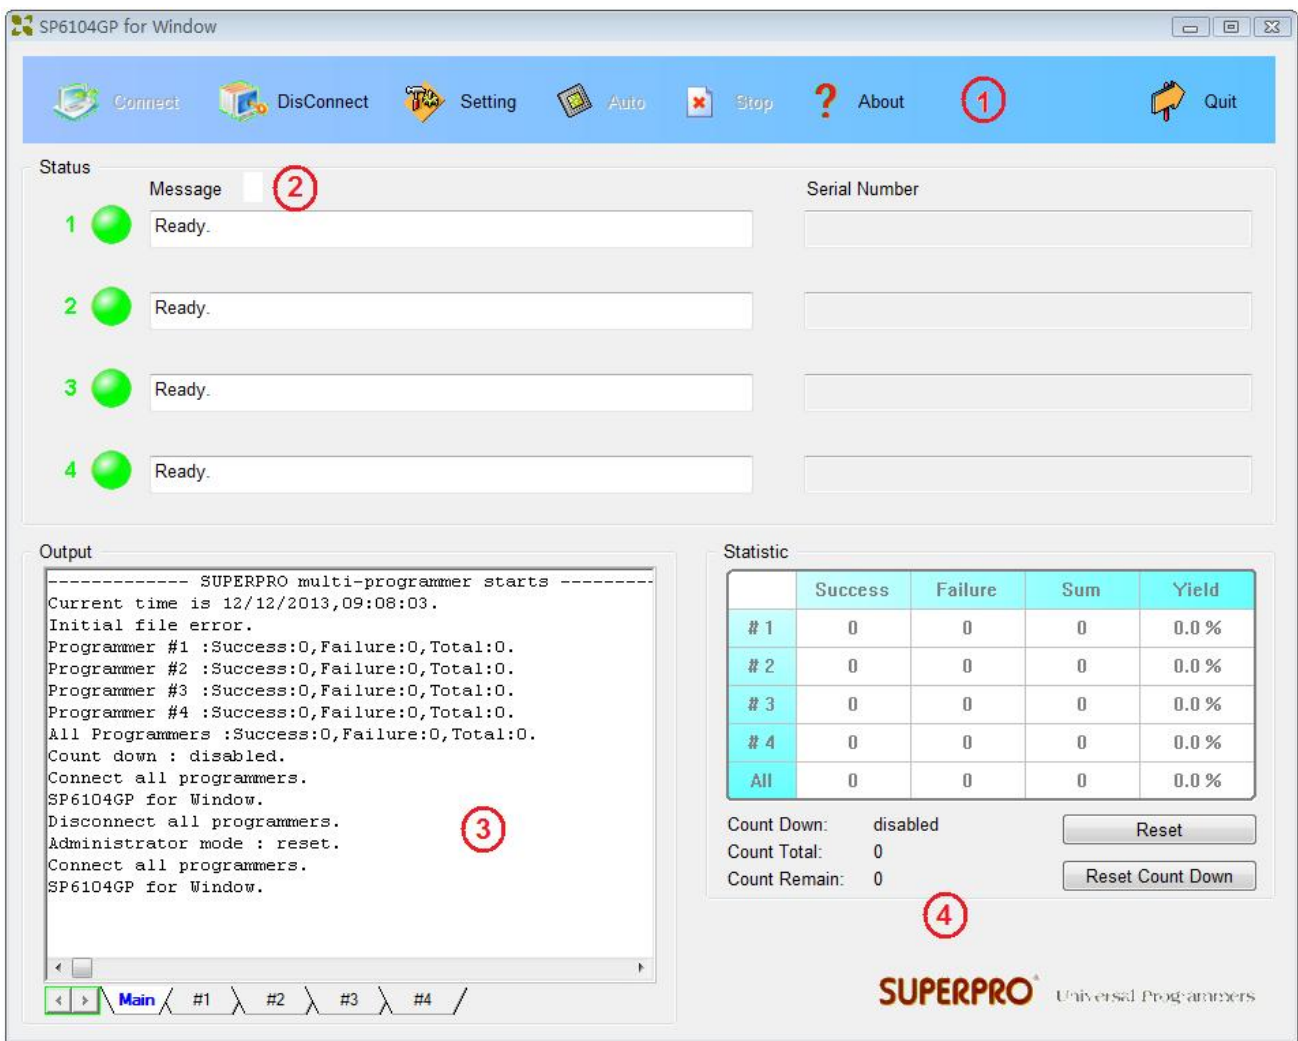 SP6104GP for Window
Connect DisConnect Setting Auto Stop ? About 1 Quit
Status
Message 2 Serial Number
1 Ready.
2 Ready.
3 Ready.
4 Ready.
Output
------------- SUPERPRO multi-programmer starts ---------
Current time is 12/12/2013,09:08:03.
Initial file error.
Programmer #1 :Success:0,Failure:0,Total:0.
Programmer #2 :Success:0,Failure:0,Total:0.
Programmer #3 :Success:0,Failure:0,Total:0.
Programmer #4 :Success:0,Failure:0,Total:0.
All Programmers :Success:0,Failure:0,Total:0.
Count down : disabled.
Connect all programmers.
SP6104GP for Window.
Disconnect all programmers.
Administrator mode : reset.
Connect all programmers.
SP6104GP for Window.
3
Main #1 #2 #3 #4
Statistic
Success Failure Sum Yield
# 1 0 0 0 0.0 %
# 2 0 0 0 0.0 %
# 3 0 0 0 0.0 %
# 4 0 0 0 0.0 %
All 0 0 0 0.0 %
Count Down: disabled Reset
Count Total: 0
Count Remain: 0 Reset Count Down
4
SUPERPRO Universal Programmers